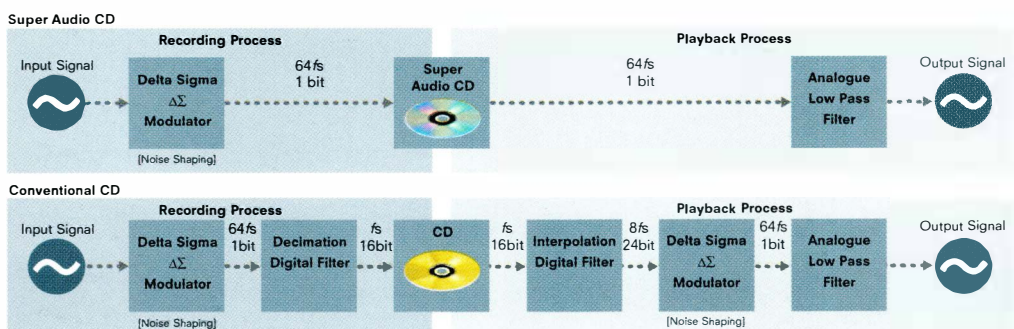 Super Audio CD
Recording Process
Playback Process
Input Signal
Delta Sigma
ΔΣ
Modulator
[Noise Shaping]
64fs
1 bit
Super
Audio CD
64fs
1 bit
Analogue
Low Pass
Filter
Output Signal
Conventional CD
Recording Process
Playback Process
Input Signal
Delta Sigma
ΔΣ
Modulator
[Noise Shaping]
64fs
1bit
Decimation
Digital Filter
fs
16bit
CD
fs
16bit
Interpolation
Digital Filter
8fs
24bit
Delta Sigma
ΔΣ
Modulator
[Noise Shaping]
64fs
1bit
Analogue
Low Pass
Filter
Output Signal